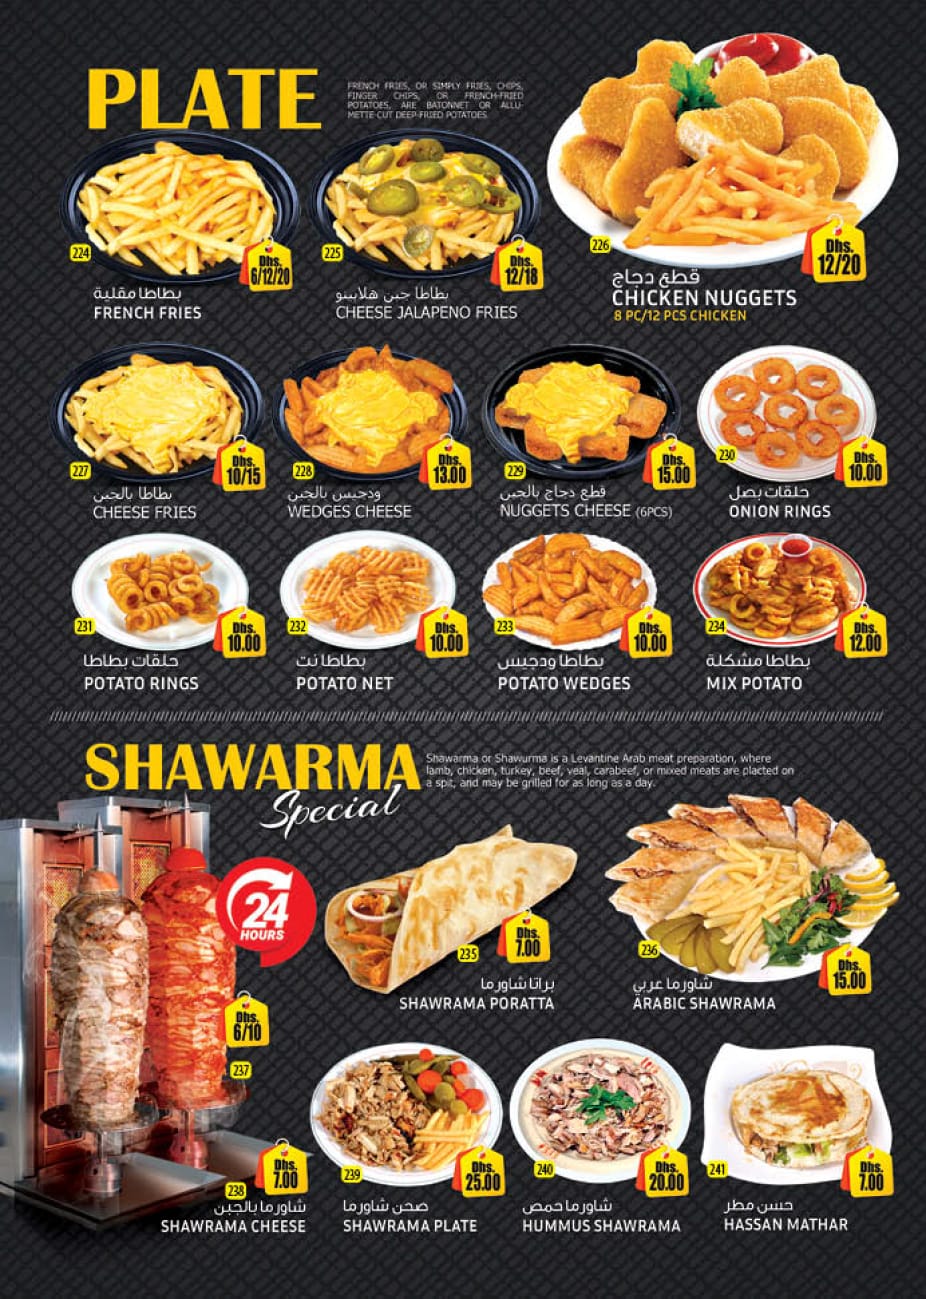 PLATE
FRENCH FRIES, OR SIMPLY FRIES, CHIPS,
FINGER CHIPS, OR FRENCH-FRIED
POTATOES, ARE BATONNET OR ALLU-
METTE-CUT DEEP-FRIED POTATOES.
224
Dhs.
6/12/20
بطاطا مقلية
FRENCH FRIES
225
Dhs.
12/18
بطاطا جبن هلابينو
CHEESE JALAPENO FRIES
226
Dhs.
12/20
قطع دجاج
CHICKEN NUGGETS
8 PC/12 PCS CHICKEN
227
Dhs.
10/15
بطاطا بالجبن
CHEESE FRIES
228
Dhs.
13.00
ودجيس بالجبن
WEDGES CHEESE
229
Dhs.
15.00
قطع دجاج بالجبن
NUGGETS CHEESE (6PCS)
230
Dhs.
10.00
حلقات بصل
ONION RINGS
231
Dhs.
10.00
حلقات بطاطا
POTATO RINGS
232
Dhs.
10.00
بطاطا نت
POTATO NET
233
Dhs.
10.00
بطاطا ودجيس
POTATO WEDGES
234
Dhs.
12.00
بطاطا مشكلة
MIX POTATO
SHAWARMA
Special
Shawarma or Shawurma is a Levantine Arab meat preparation, where
lamb, chicken, turkey, beef, veal, carabeef, or mixed meats are placed on
a spit, and may be grilled for as long as a day.
24
HOURS
235
Dhs.
7.00
براتا شاورما
SHAWRAMA PORATTA
236
Dhs.
15.00
شاورما عربي
ARABIC SHAWRAMA
Dhs.
6/10
237
238
Dhs.
7.00
شاورما بالجبن
SHAWRAMA CHEESE
239
Dhs.
25.00
صحن شاورما
SHAWRAMA PLATE
240
Dhs.
20.00
شاورما حمص
HUMMUS SHAWRAMA
241
Dhs.
7.00
حسن مطر
HASSAN MATHAR